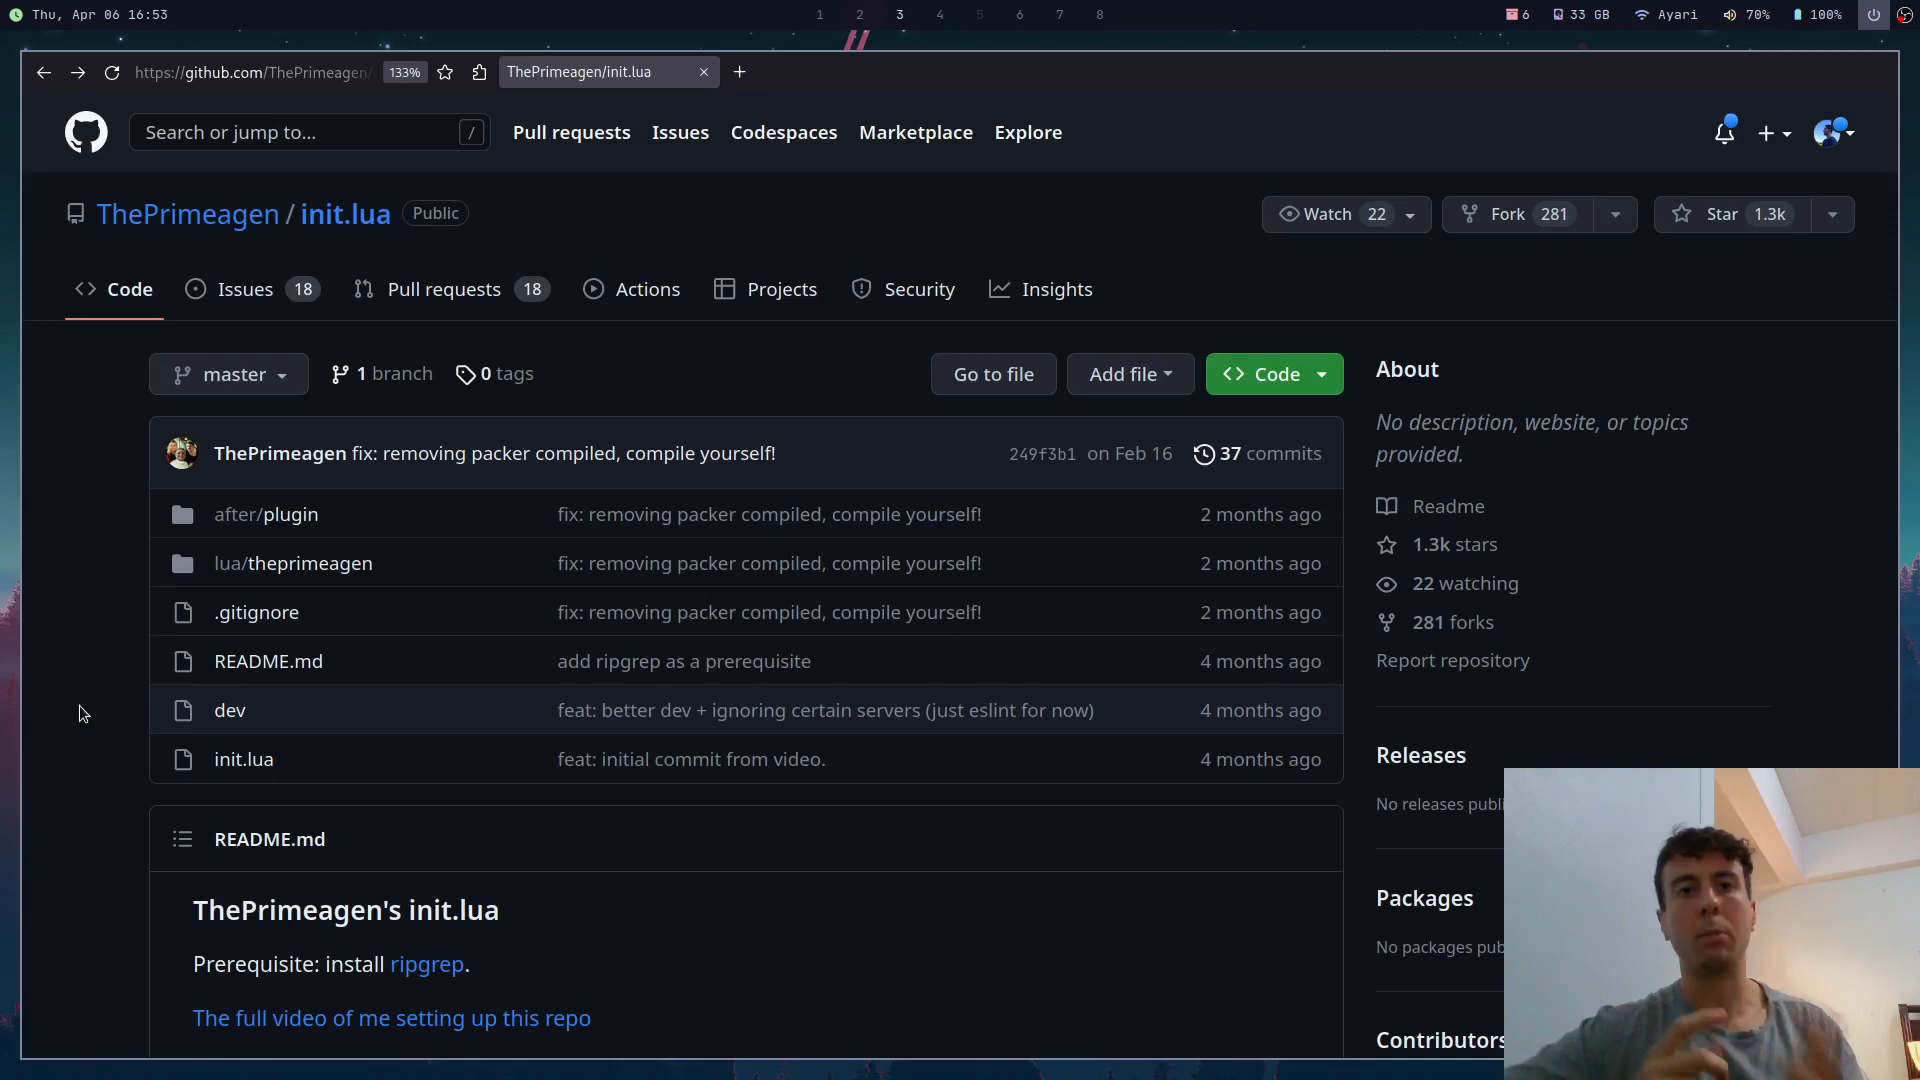 Thu, Apr 06 16:53
1 2 3 4 5 6 7 8
6 33 GB Ayari 70% 100%
https://github.com/ThePrimeagen/ 133% ThePrimeagen/init.lua
Search or jump to... /
Pull requests Issues Codespaces Marketplace Explore
ThePrimeagen / init.lua Public
Watch 22 Fork 281 Star 1.3k
Code Issues 18 Pull requests 18 Actions Projects Security Insights
master 1 branch 0 tags Go to file Add file Code
ThePrimeagen fix: removing packer compiled, compile yourself! 249f3b1 on Feb 16 37 commits
after/plugin fix: removing packer compiled, compile yourself! 2 months ago
lua/theprimeagen fix: removing packer compiled, compile yourself! 2 months ago
.gitignore fix: removing packer compiled, compile yourself! 2 months ago
README.md add ripgrep as a prerequisite 4 months ago
dev feat: better dev + ignoring certain servers (just eslint for now) 4 months ago
init.lua feat: initial commit from video. 4 months ago
README.md
ThePrimeagen's init.lua
Prerequisite: install ripgrep.
The full video of me setting up this repo
About
No description, website, or topics
provided.
Readme
1.3k stars
22 watching
281 forks
Report repository
Releases
No releases publi
Packages
No packages pub
Contributors